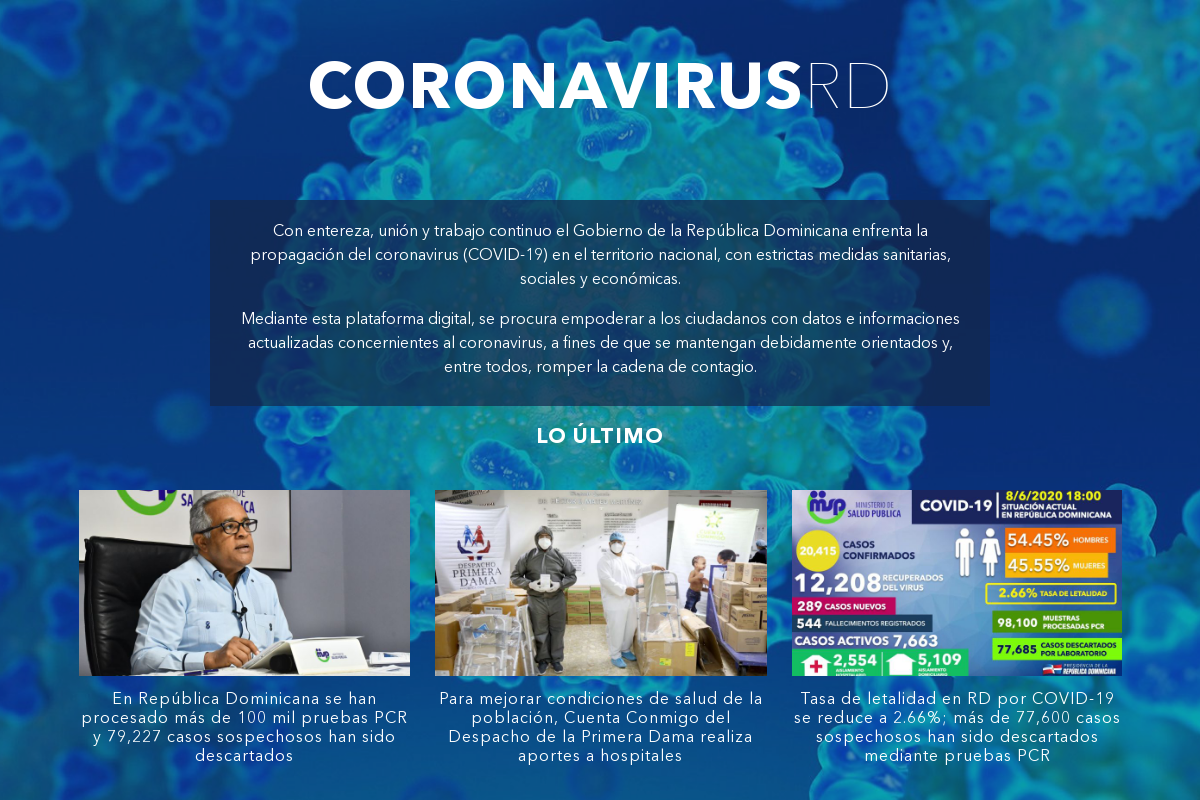 CORONAVIRUSRD
Con entereza, unión y trabajo continuo el Gobierno de la República Dominicana enfrenta la
propagación del coronavirus (COVID-19) en el territorio nacional, con estrictas medidas sanitarias,
sociales y económicas.
Mediante esta plataforma digital, se procura empoderar a los ciudadanos con datos e informaciones
actualizadas concernientes al coronavirus, a fines de que se mantengan debidamente orientados y,
entre todos, romper la cadena de contagio.
LO ÚLTIMO
DESPACHO
PRIMERA
DAMA
msp
MINISTERIO DE
SALUD PUBLICA
COVID-19
8/6/2020 18:00
SITUACIÓN ACTUAL
EN REPÚBLICA DOMINICANA
20,415
CASOS
CONFIRMADOS
12,208 RECUPERADOS
DEL VIRUS
289 CASOS NUEVOS
544 FALLECIMIENTOS REGISTRADOS
CASOS ACTIVOS 7,663
2,554
AISLAMIENTO
5,109
AISLAMIENTO
54.45% HOMBRES
45.55% MUJERES
2.66% TASA DE LETALIDAD
98,100 MUESTRAS
PROCESADAS PCR
77,685 CASOS DESCARTADOS
POR LABORATORIO
PRESIDENCIA DE LA
REPÚBLICA DOMINICANA
En República Dominicana se han
procesado más de 100 mil pruebas PCR
y 79,227 casos sospechosos han sido
descartados
Para mejorar condiciones de salud de la
población, Cuenta Conmigo del
Despacho de la Primera Dama realiza
aportes a hospitales
Tasa de letalidad en RD por COVID-19
se reduce a 2.66%; más de 77,600 casos
sospechosos han sido descartados
mediante pruebas PCR